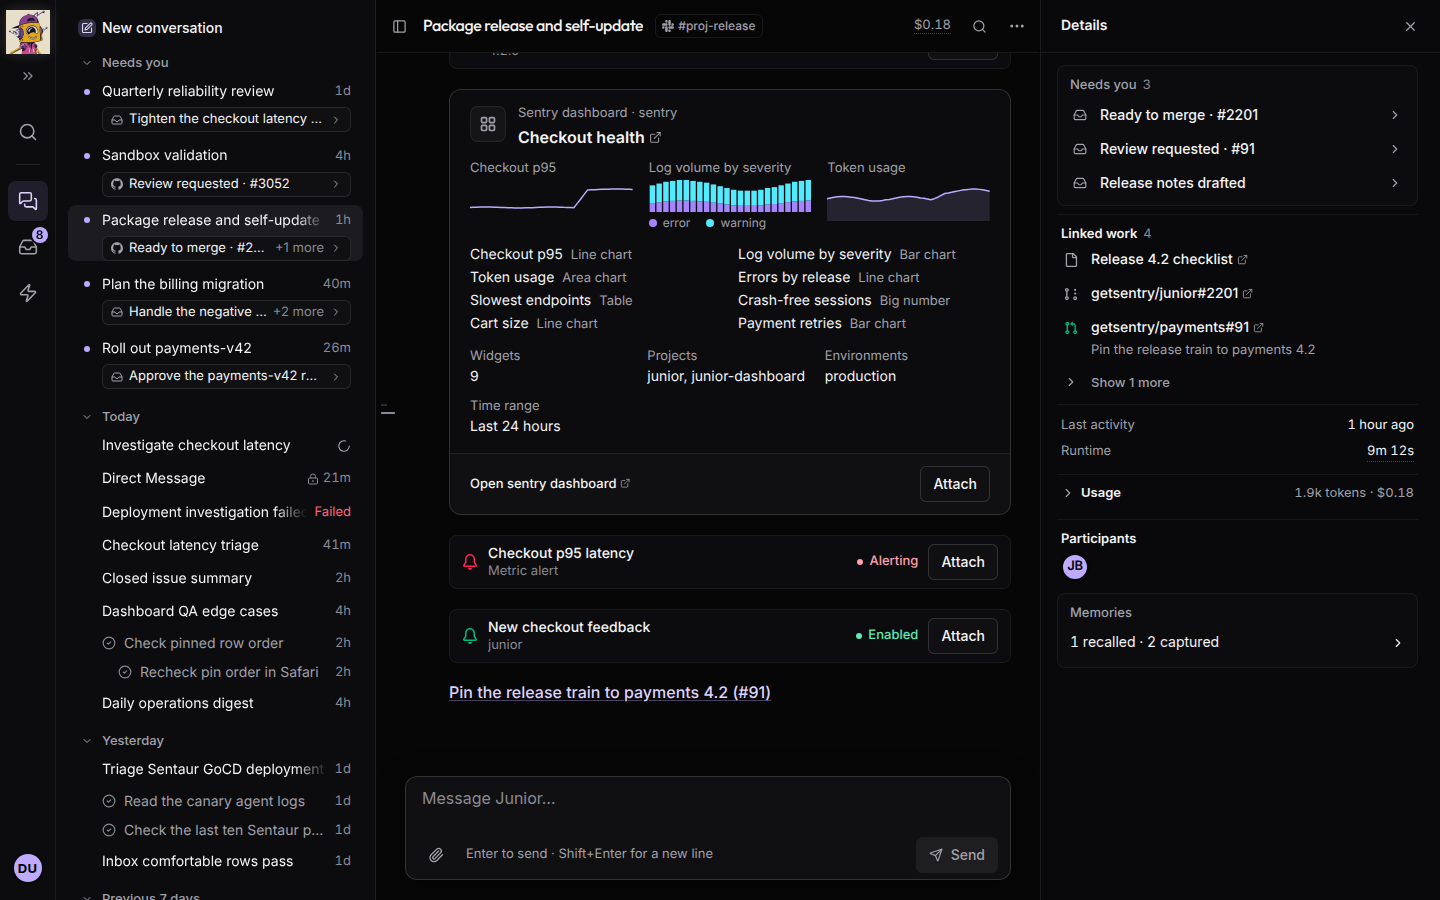 New conversation
Needs you
Quarterly reliability review 1d
Tighten the checkout latency ...
Sandbox validation 4h
Review requested · #3052
Package release and self-update 1h
Ready to merge · #2... +1 more
8
Plan the billing migration 40m
Handle the negative ... +2 more
Roll out payments-v42 26m
Approve the payments-v42 r...
Today
Investigate checkout latency
Direct Message 21m
Deployment investigation failed Failed
Checkout latency triage 41m
Closed issue summary 2h
Dashboard QA edge cases 4h
Check pinned row order 2h
Recheck pin order in Safari 2h
Daily operations digest 4h
Yesterday
Triage Sentaur GoCD deployment 1d
Read the canary agent logs 1d
Check the last ten Sentaur p... 1d
Inbox comfortable rows pass 1d
Previous 7 days
DU
Package release and self-update #proj-release $0.18
Sentry dashboard · sentry
Checkout health
Checkout p95 Log volume by severity Token usage
error warning
Checkout p95 Line chart Log volume by severity Bar chart
Token usage Area chart Errors by release Line chart
Slowest endpoints Table Crash-free sessions Big number
Cart size Line chart Payment retries Bar chart
Widgets Projects Environments
9 junior, junior-dashboard production
Time range
Last 24 hours
Open sentry dashboard Attach
Checkout p95 latency
Metric alert
Alerting Attach
New checkout feedback
junior
Enabled Attach
Pin the release train to payments 4.2 (#91)
Message Junior...
Enter to send · Shift+Enter for a new line Send
Details
Needs you 3
Ready to merge · #2201
Review requested · #91
Release notes drafted
Linked work 4
Release 4.2 checklist
getsentry/junior#2201
getsentry/payments#91
Pin the release train to payments 4.2
Show 1 more
Last activity 1 hour ago
Runtime 9m 12s
Usage 1.9k tokens · $0.18
Participants
JB
Memories
1 recalled · 2 captured